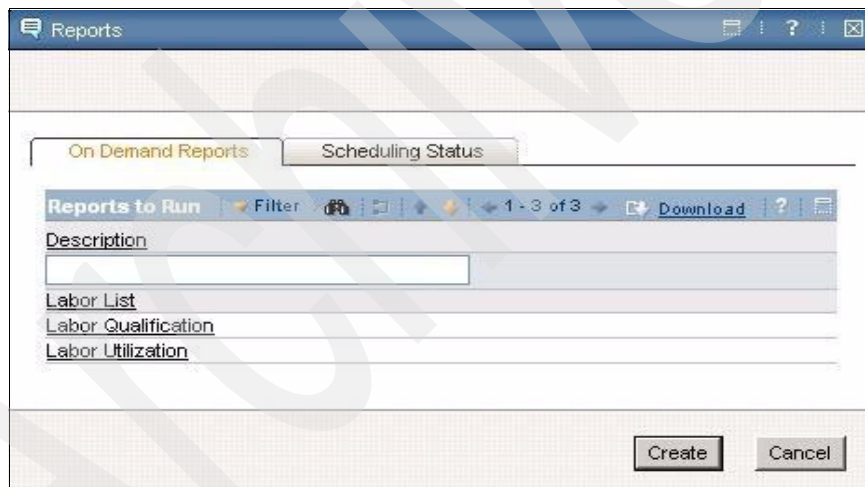 Reports ?
On Demand Reports Scheduling Status
Reports to Run Filter 1 - 3 of 3 Download ?
Description
Labor List
Labor Qualification
Labor Utilization
Create Cancel